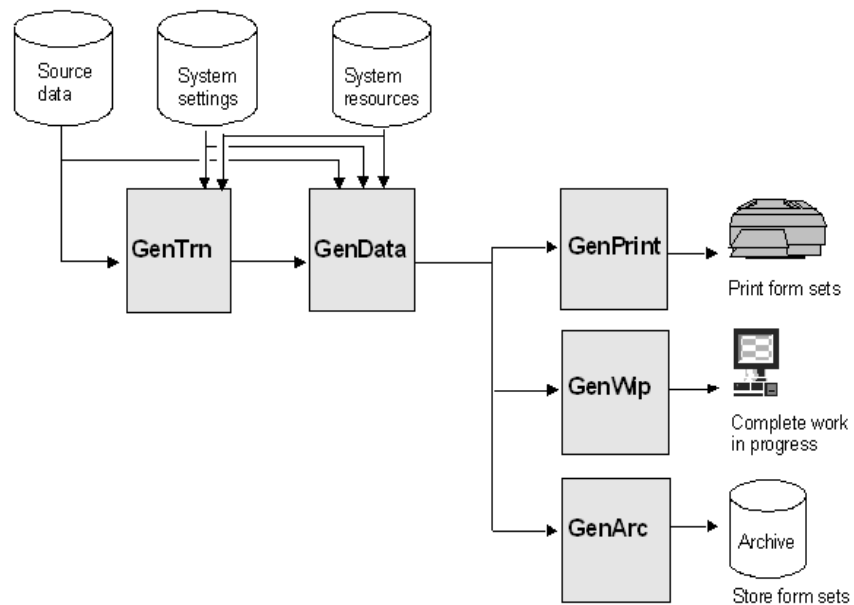 Source
data
System
settings
System
resources
GenTrn
GenData
GenPrint
Print form sets
GenWip
Complete work
in progress
GenArc
Archive
Store form sets